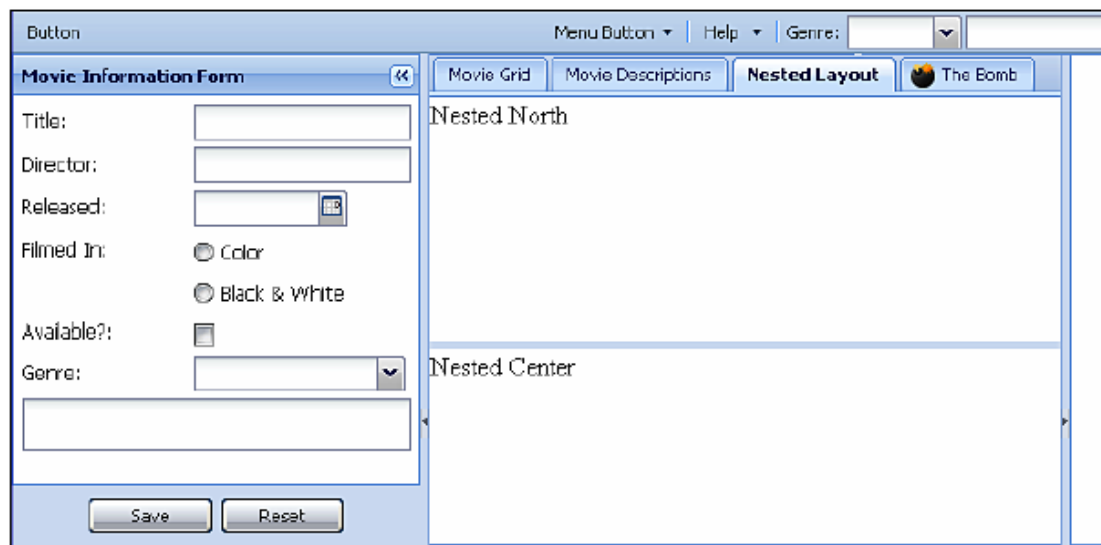 Button Menu Button Help Genre:
Movie Information Form
Movie Grid Movie Descriptions Nested Layout The Bomb
Title:
Director:
Released:
Filmed In:
Color
Black & White
Available?:
Genre:
Save Reset
Nested North
Nested Center